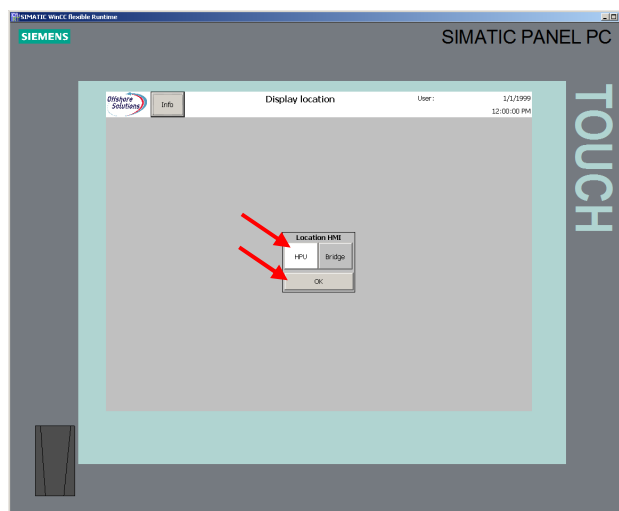 SIMATIC WinCC flexible Runtime
SIEMENS
SIMATIC PANEL PC
TOUCH
Offshore
Solutions
Info
Display location
User:
1/1/1999
12:00:00 PM
Location HMI
HPU
Bridge
OK